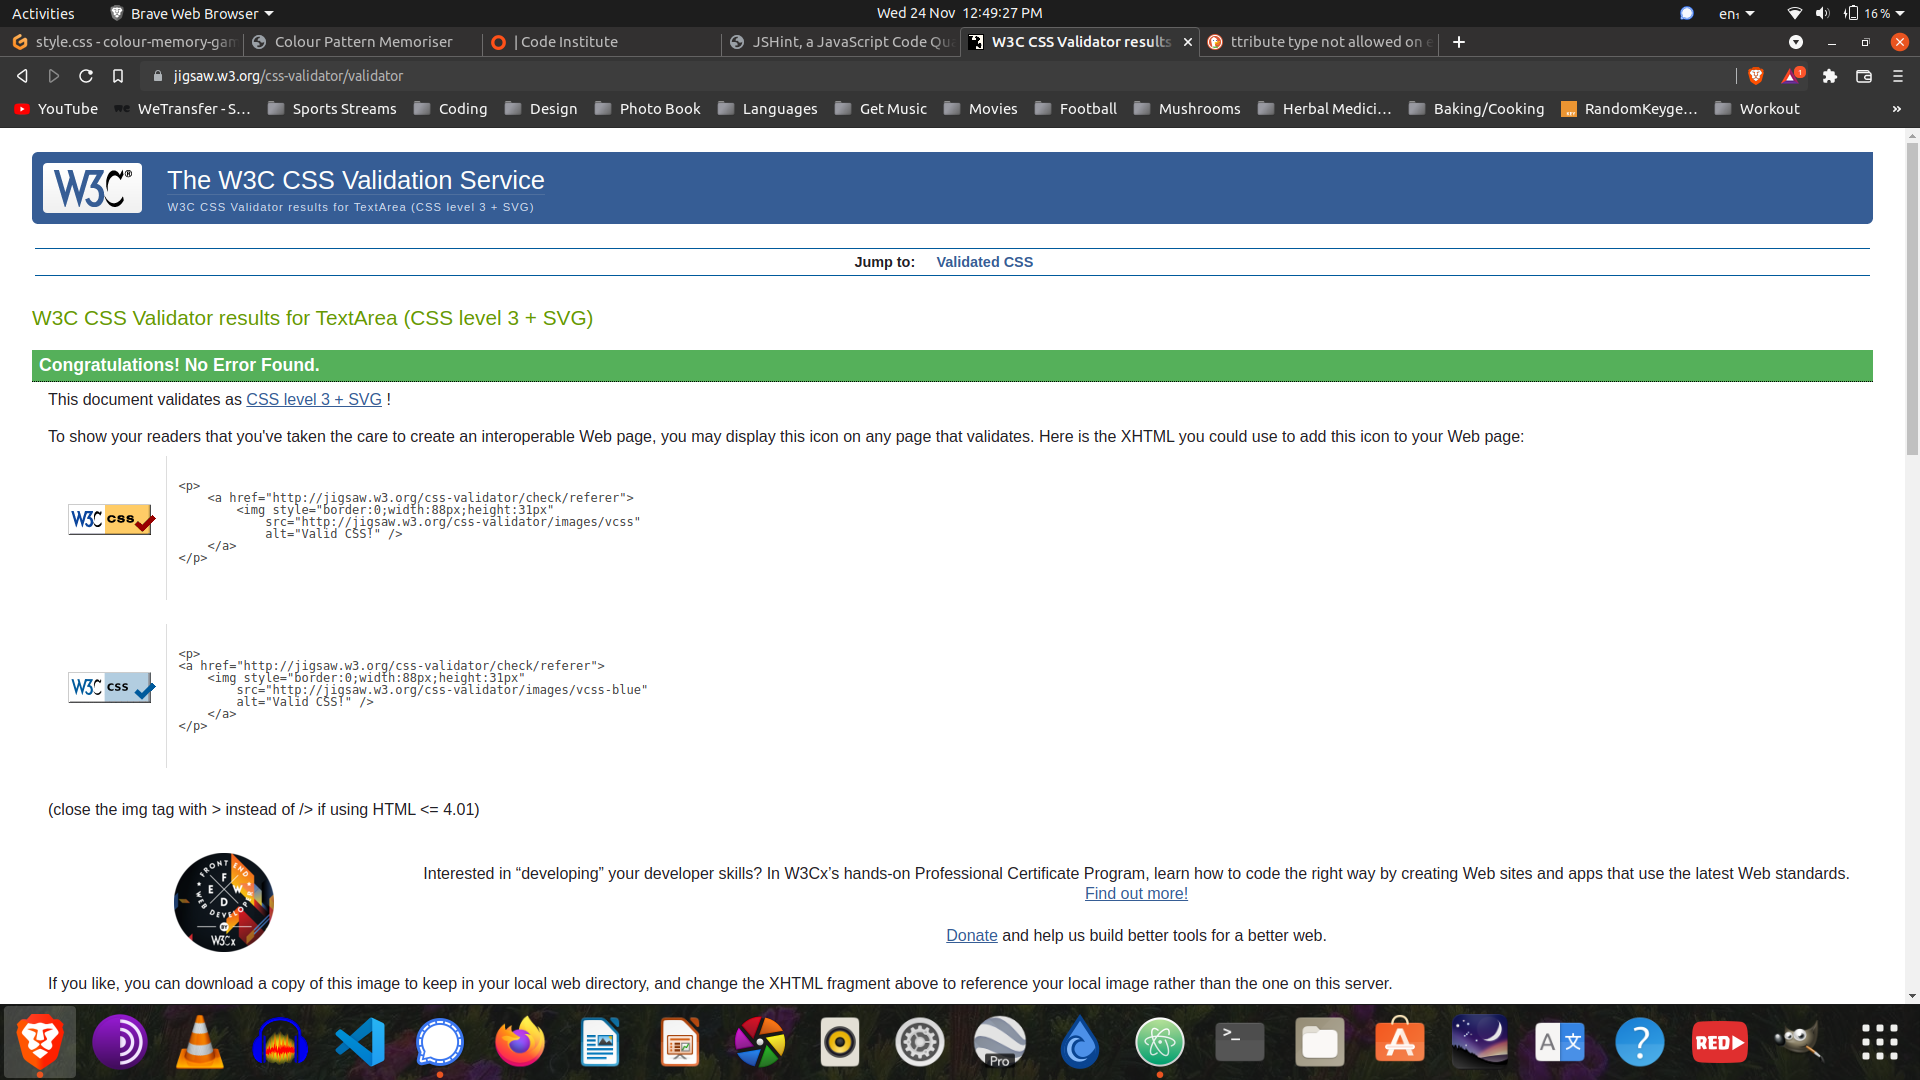 Activities Brave Web Browser Wed 24 Nov 12:49:27 PM en₁ 16 %
style.css - colour-memory-gam Colour Pattern Memoriser | Code Institute JSHint, a JavaScript Code Qua W3C CSS Validator results ttribute type not allowed on e
jigsaw.w3.org/css-validator/validator 1
YouTube WeTransfer - S… Sports Streams Coding Design Photo Book Languages Get Music Movies Football Mushrooms Herbal Medici… Baking/Cooking RandomKeyge… Workout »
W3C®
The W3C CSS Validation Service
W3C CSS Validator results for TextArea (CSS level 3 + SVG)
Jump to: Validated CSS
W3C CSS Validator results for TextArea (CSS level 3 + SVG)
Congratulations! No Error Found.
This document validates as CSS level 3 + SVG !
To show your readers that you've taken the care to create an interoperable Web page, you may display this icon on any page that validates. Here is the XHTML you could use to add this icon to your Web page:
W3C css
<p>
<a href="http://jigsaw.w3.org/css-validator/check/referer">
<img style="border:0;width:88px;height:31px"
src="http://jigsaw.w3.org/css-validator/images/vcss"
alt="Valid CSS!" />
</a>
</p>
W3C css
<p>
<a href="http://jigsaw.w3.org/css-validator/check/referer">
<img style="border:0;width:88px;height:31px"
src="http://jigsaw.w3.org/css-validator/images/vcss-blue"
alt="Valid CSS!" />
</a>
</p>
(close the img tag with > instead of /> if using HTML <= 4.01)
FRONT END
F E W D
WEB DEVELOPER
W3Cx
Interested in “developing” your developer skills? In W3Cx’s hands-on Professional Certificate Program, learn how to code the right way by creating Web sites and apps that use the latest Web standards.
Find out more!
Donate and help us build better tools for a better web.
If you like, you can download a copy of this image to keep in your local web directory, and change the XHTML fragment above to reference your local image rather than the one on this server.
Pro >_ A 文 ? RED